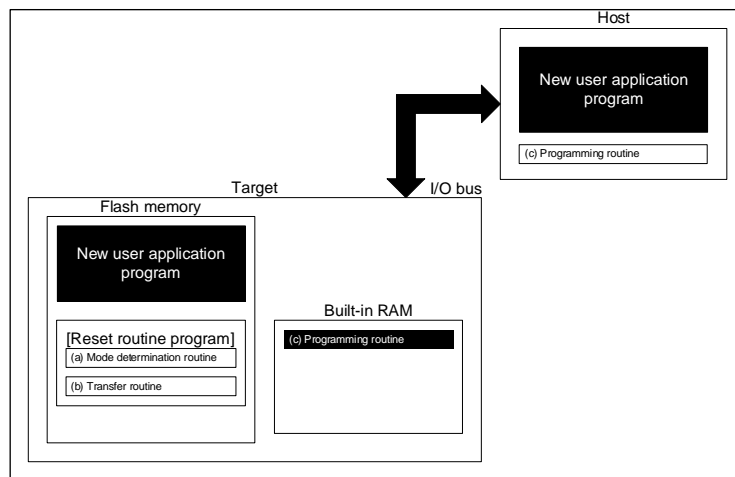 Host
New user application
program
(c) Programming routine
Target
I/O bus
Flash memory
New user application
program
Built-in RAM
(c) Programming routine
[Reset routine program]
(a) Mode determination routine
(b) Transfer routine